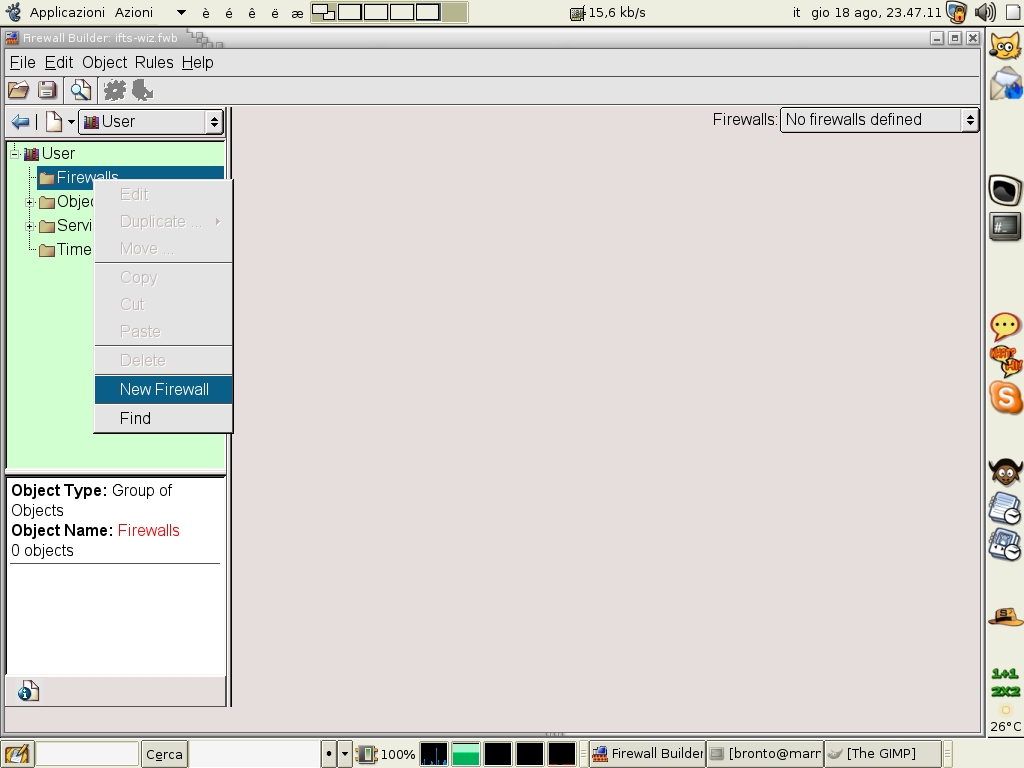 Applicazioni Azioni è é ê ë æ 15,6 kb/s it gio 18 ago, 23.47.11
Firewall Builder: ifts-wiz.fwb
File Edit Object Rules Help
User
Firewalls: No firewalls defined
User
Firewalls
Objec
Servi
Time
Edit
Duplicate ...
Move ...
Copy
Cut
Paste
Delete
New Firewall
Find
Object Type: Group of
Objects
Object Name: Firewalls
0 objects
1+1
2X2
26°C
Cerca 100% Firewall Builder [bronto@marr [The GIMP]